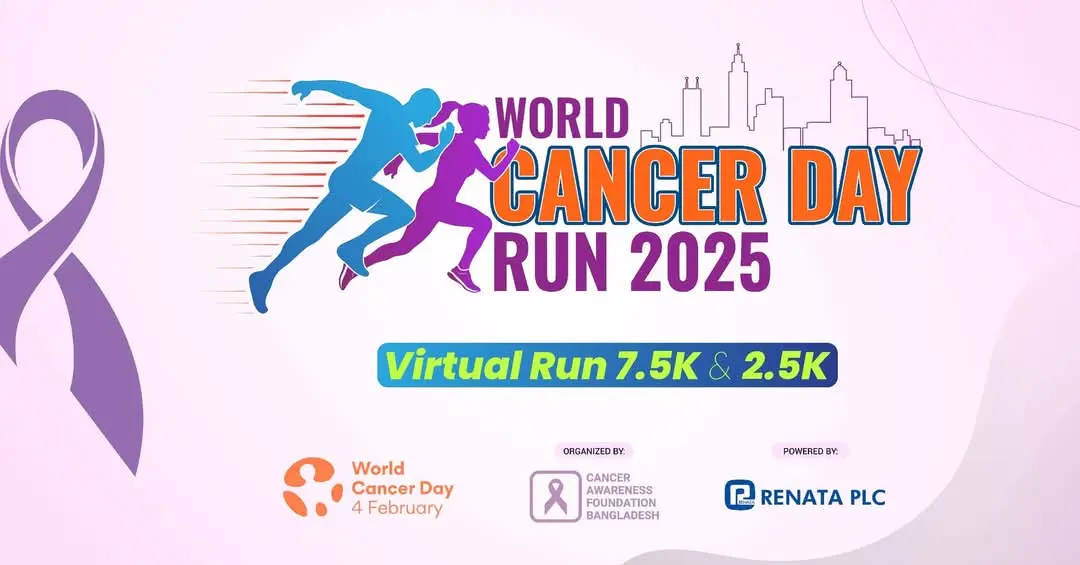 WORLD
CANCER DAY
RUN 2025
Virtual Run 7.5K & 2.5K
World
Cancer Day
4 February
ORGANIZED BY:
CANCER
AWARENESS
FOUNDATION
BANGLADESH
POWERED BY:
RENATA
RENATA PLC